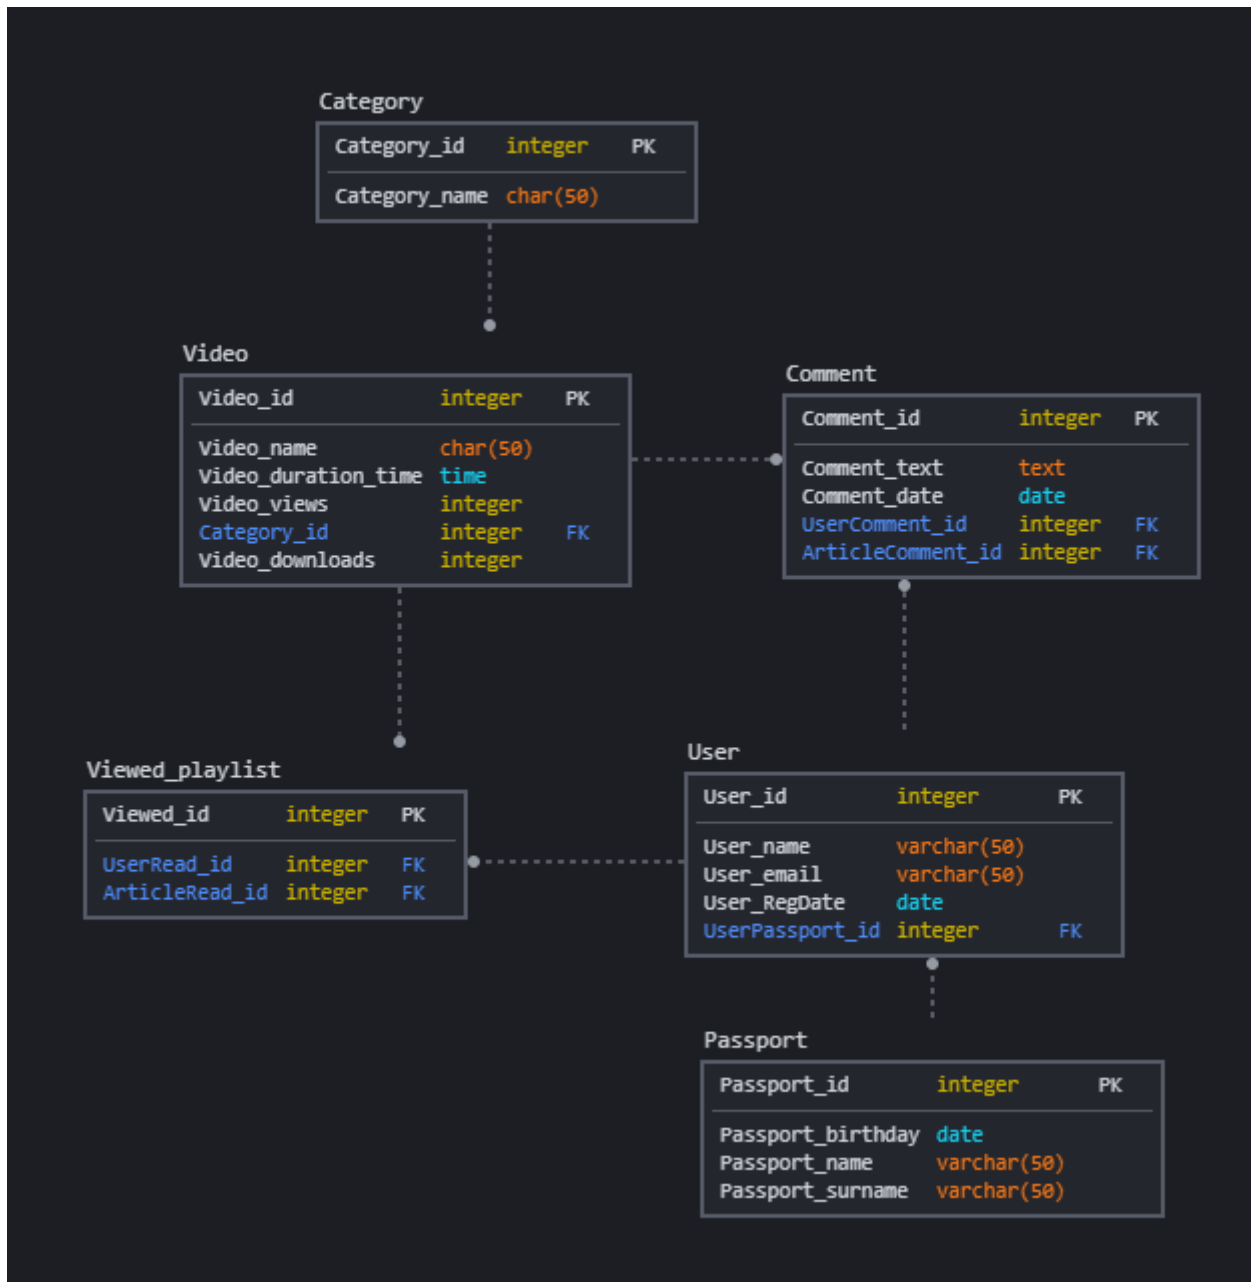 Category
Category_id integer PK
Category_name char(50)
Video
Video_id integer PK
Video_name char(50)
Video_duration_time time
Video_views integer
Category_id integer FK
Video_downloads integer
Comment
Comment_id integer PK
Comment_text text
Comment_date date
UserComment_id integer FK
ArticleComment_id integer FK
Viewed_playlist
Viewed_id integer PK
UserRead_id integer FK
ArticleRead_id integer FK
User
User_id integer PK
User_name varchar(50)
User_email varchar(50)
User_RegDate date
UserPassport_id integer FK
Passport
Passport_id integer PK
Passport_birthday date
Passport_name varchar(50)
Passport_surname varchar(50)